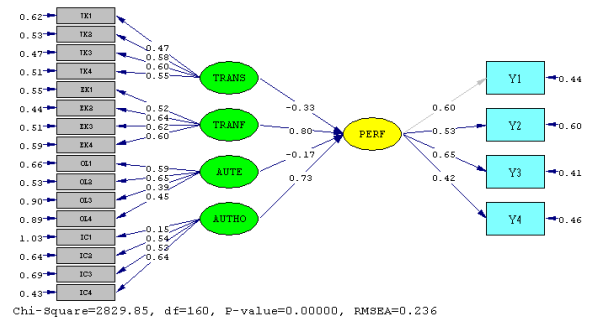 0.62 IK1
0.53 IK2
0.47 IK3
0.51 IK4
0.55 EK1
0.44 EK2
0.51 EK3
0.59 EK4
0.66 OL1
0.53 OL2
0.90 OL3
0.89 OL4
1.03 IC1
0.64 IC2
0.69 IC3
0.43 IC4
0.47
0.58
0.60
0.55
0.52
0.64
0.62
0.60
0.59
0.65
0.39
0.45
0.15
0.54
0.52
0.64
TRANS
TRANF
AUTE
AUTHO
-0.33
0.80
-0.17
0.73
PERF
0.60
0.53
0.65
0.42
Y1 0.44
Y2 0.60
Y3 0.41
Y4 0.46
Chi-Square=2829.85, df=160, P-value=0.00000, RMSEA=0.236